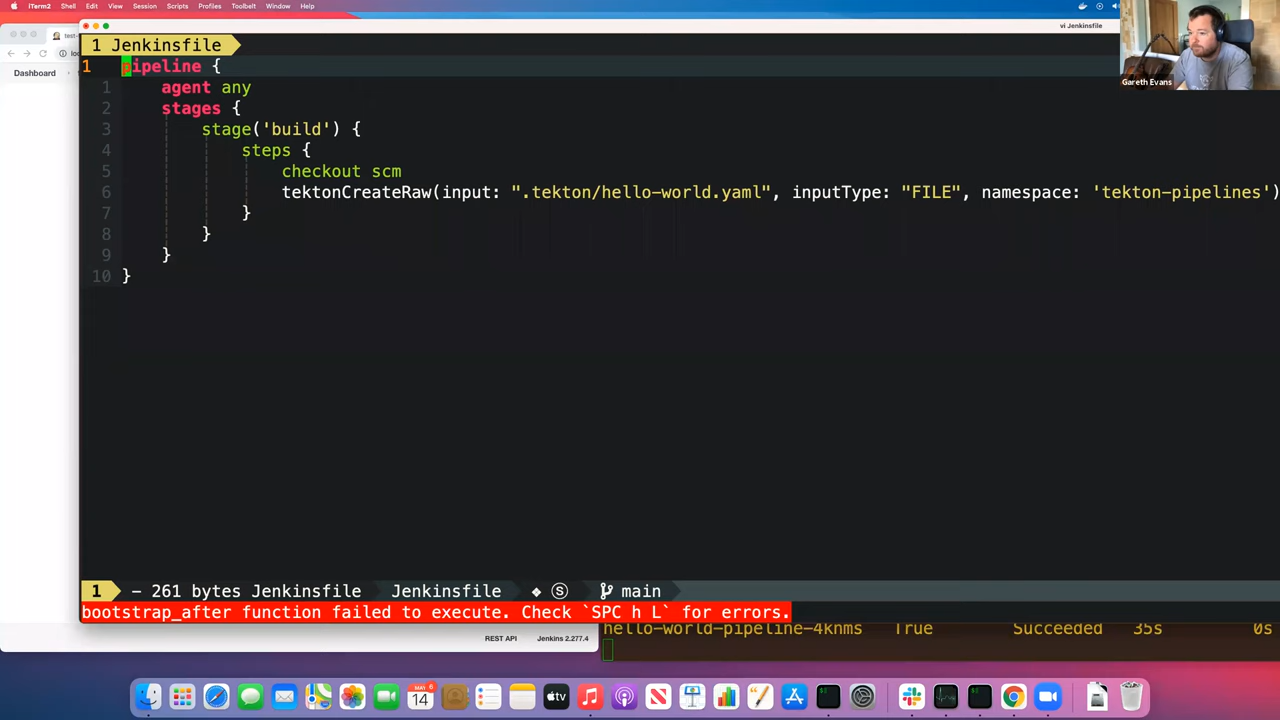 iTerm2 Shell Edit View Session Scripts Profiles Toolbelt Window Help
vi Jenkinsfile
1 Jenkinsfile
Dashboard
Gareth Evans
1 pipeline {
1 agent any
2 stages {
3 stage('build') {
4 steps {
5 checkout scm
6 tektonCreateRaw(input: ".tekton/hello-world.yaml", inputType: "FILE", namespace: 'tekton-pipelines')
7 }
8 }
9 }
10 }
1 - 261 bytes Jenkinsfile Jenkinsfile ◆ Ⓢ main
bootstrap_after function failed to execute. Check `SPC h L` for errors.
hello-world-pipeline-4knms True Succeeded 35s 0s
REST API Jenkins 2.277.4
14